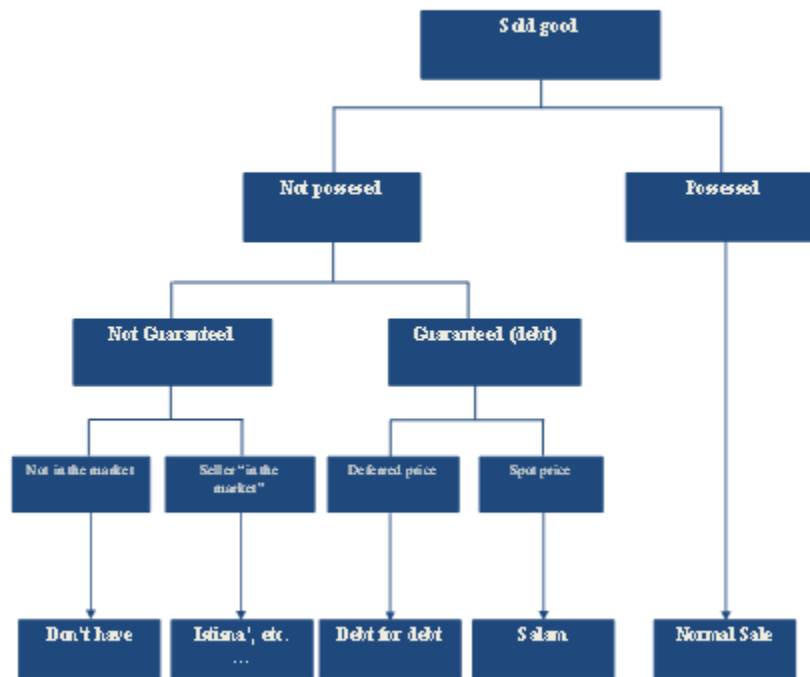 Sold good
Not possesed
Possessed
Not Guaranteed
Guaranteed (debt)
Not in the market
Seller "in the
market"
Deferred price
Spot price
Don't have
Istisna', etc.
...
Debt for debt
Salam
Normal Sale